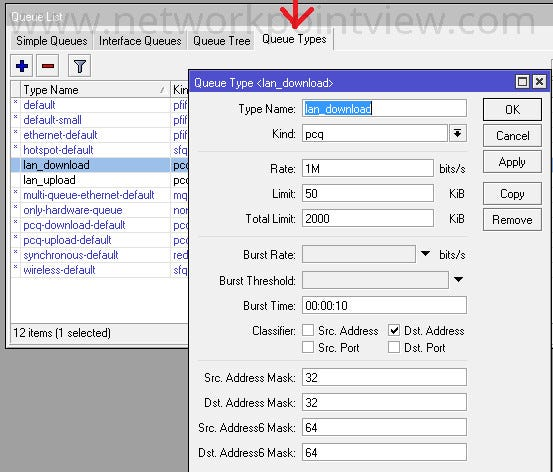 www.networkpointview.com
Queue List
Simple Queues Interface Queues Queue Tree Queue Types
Type Name Kin
* default pfif
* default-small pfif
* ethernet-default pfif
* hotspot-default sfq
lan_download pcq
lan_upload pcq
* multi-queue-ethernet-default mq
* only-hardware-queue non
* pcq-download-default pcq
* pcq-upload-default pcq
* synchronous-default red
* wireless-default sfq
12 items (1 selected)
Queue Type <lan_download>
Type Name: lan_download
Kind: pcq
Rate: 1M bits/s
Limit: 50 KiB
Total Limit: 2000 KiB
Burst Rate: bits/s
Burst Threshold:
Burst Time: 00:00:10
Classifier: Src. Address Dst. Address
Src. Port Dst. Port
Src. Address Mask: 32
Dst. Address Mask: 32
Src. Address6 Mask: 64
Dst. Address6 Mask: 64
OK
Cancel
Apply
Copy
Remove